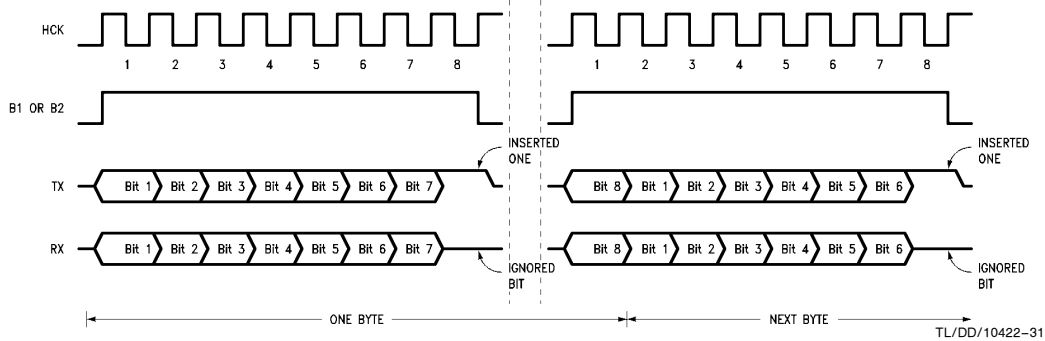 HCK
1 2 3 4 5 6 7 8 1 2 3 4 5 6 7 8
B1 OR B2
INSERTED ONE INSERTED ONE
TX Bit 1 Bit 2 Bit 3 Bit 4 Bit 5 Bit 6 Bit 7 Bit 8 Bit 1 Bit 2 Bit 3 Bit 4 Bit 5 Bit 6
RX Bit 1 Bit 2 Bit 3 Bit 4 Bit 5 Bit 6 Bit 7 Bit 8 Bit 1 Bit 2 Bit 3 Bit 4 Bit 5 Bit 6
IGNORED BIT IGNORED BIT
ONE BYTE NEXT BYTE
TL/DD/10422–31